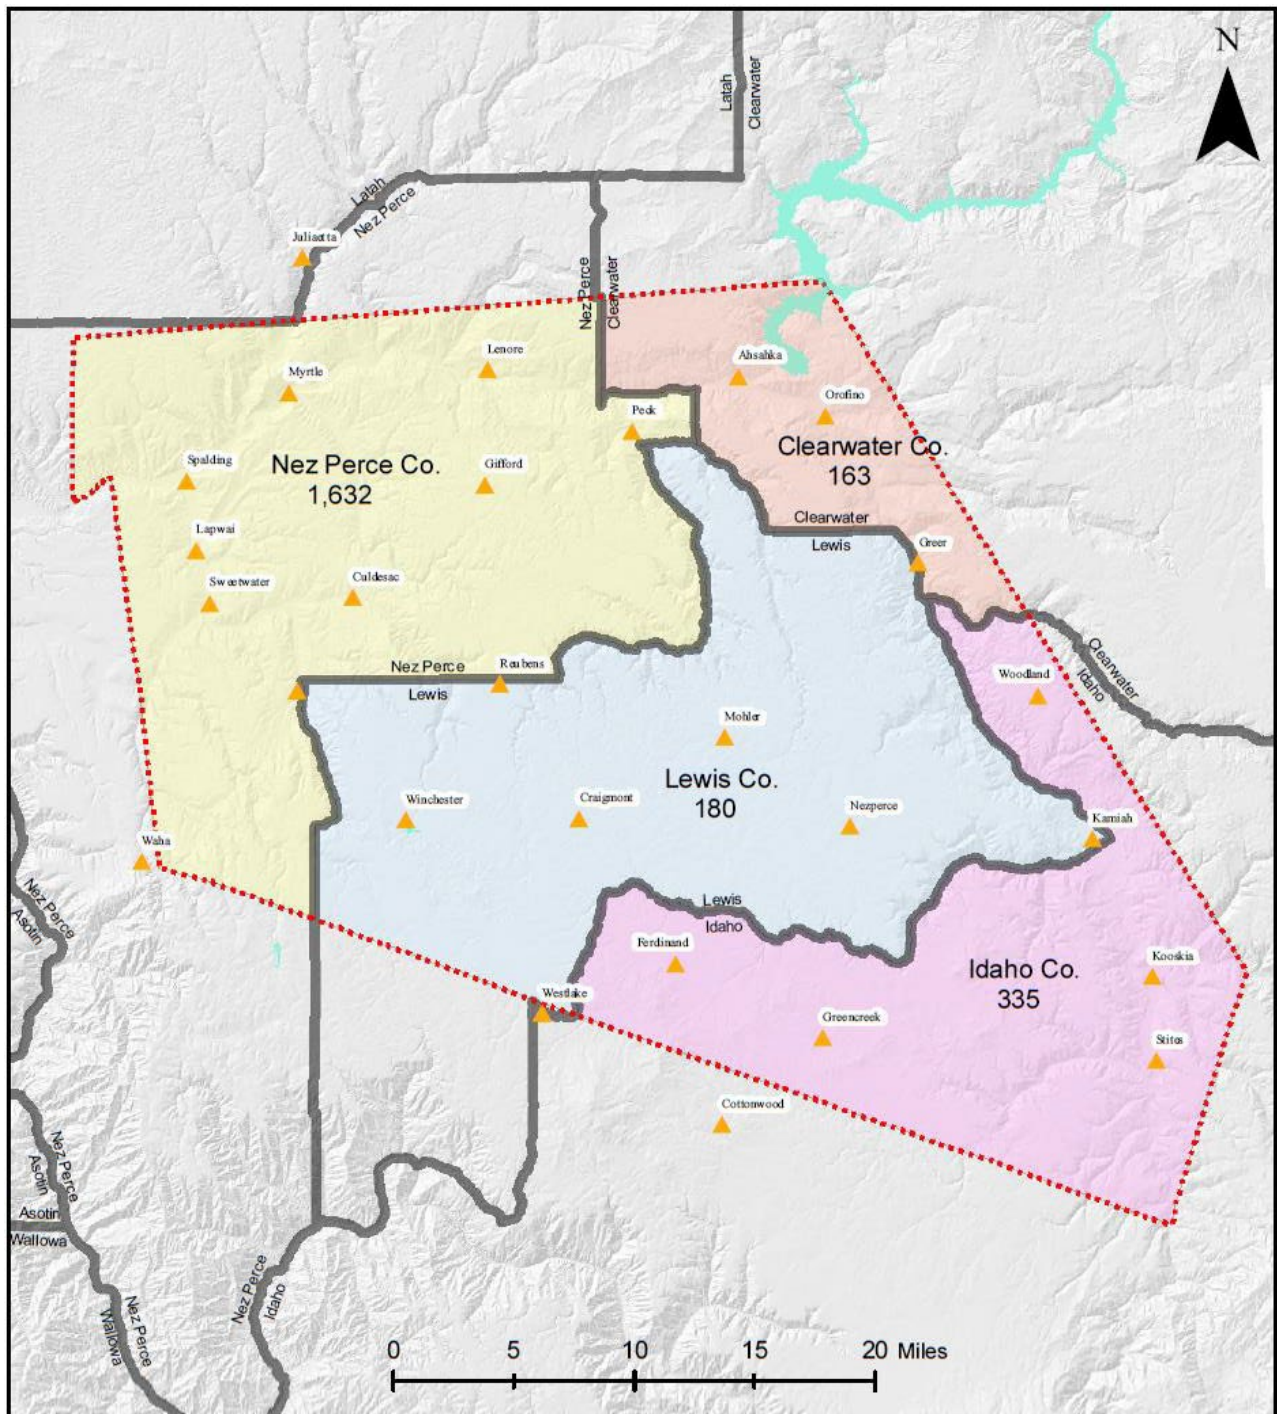 N
Latah
Clearwater
Latah
Nez Perce
Juliaetta
Nez Perce
Clearwater
Lenore
Ahsahka
Myrtle
Orofino
Peck
Clearwater Co.
163
Nez Perce Co.
1,632
Spalding
Gifford
Clearwater
Lewis
Lapwai
Greer
Sweetwater
Culdesac
Nez Perce
Lewis
Reubens
Woodland
Clearwater
Idaho
Mohler
Lewis Co.
180
Winchester
Craigmont
Nezperce
Kamiah
Waha
Nez Perce
Asotin
Lewis
Idaho
Ferdinand
Idaho Co.
335
Kooskia
Westlake
Greencreek
Stites
Cottonwood
Nez Perce
Asotin
Asotin
Wallowa
Nez Perce
Idaho
Nez Perce
Wallowa
0 5 10 15 20 Miles